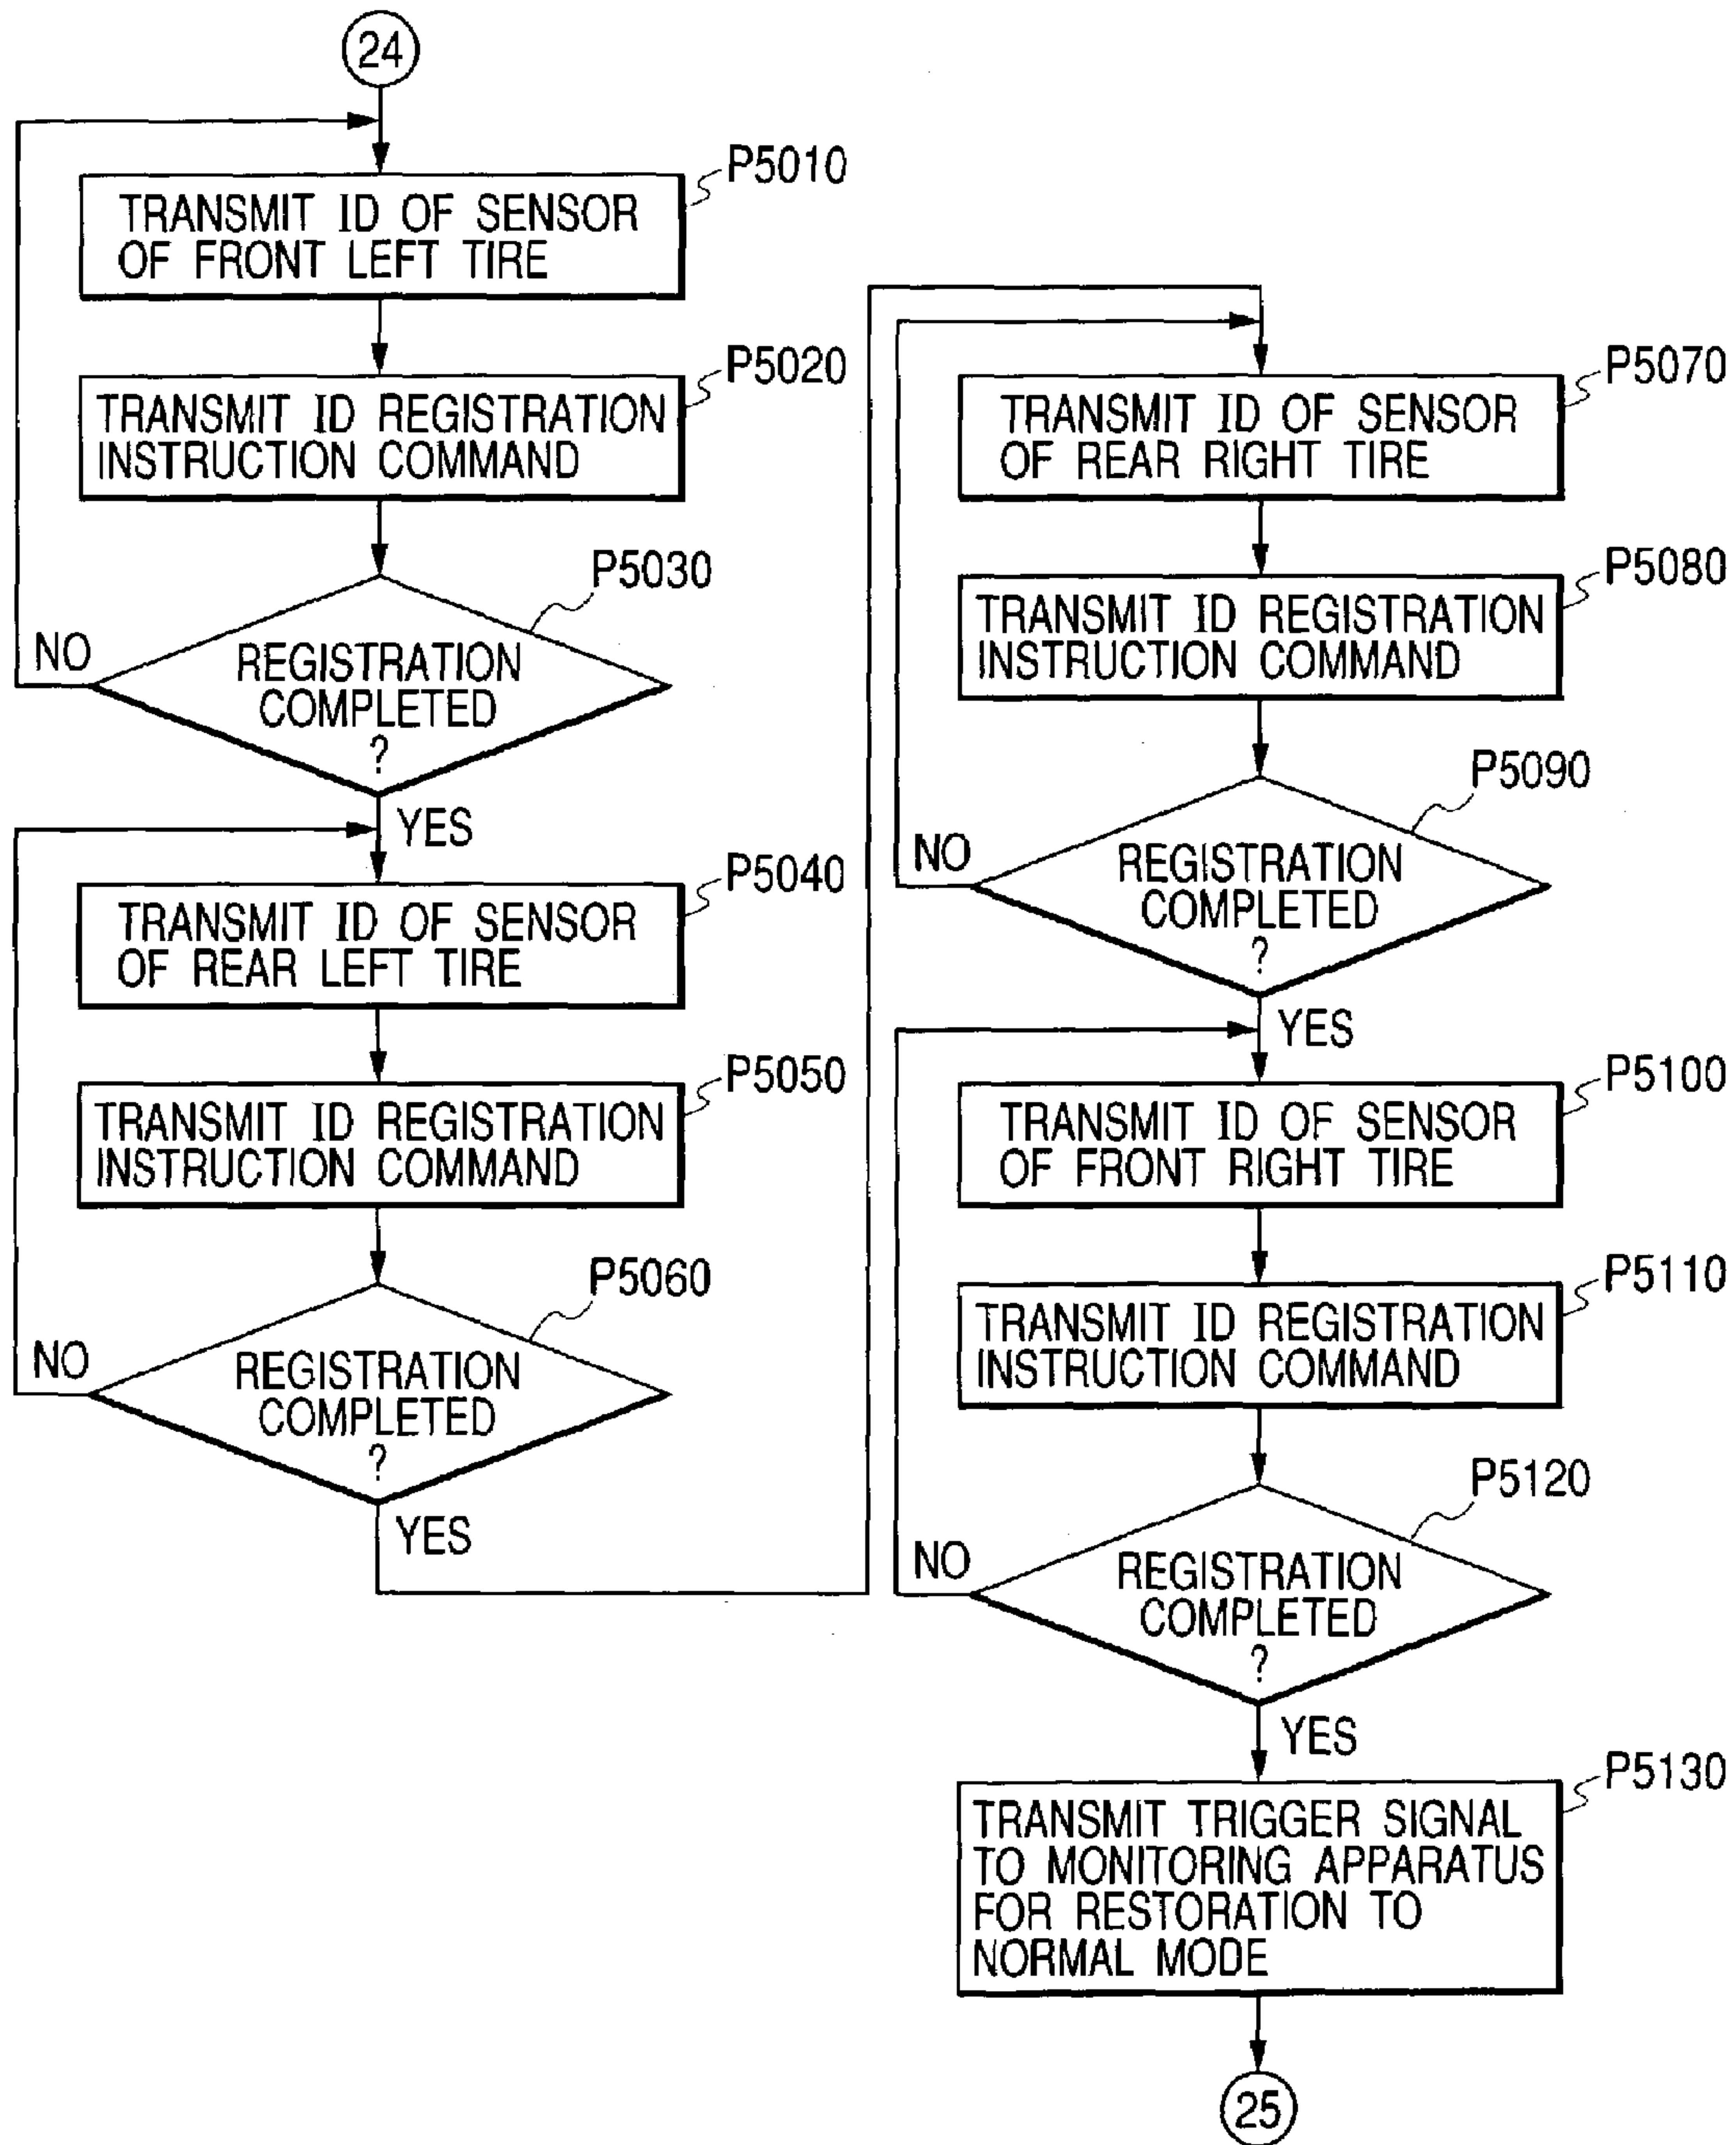 24
P5010
TRANSMIT ID OF SENSOR
OF FRONT LEFT TIRE
P5020
TRANSMIT ID REGISTRATION
INSTRUCTION COMMAND
P5030
NO
REGISTRATION
COMPLETED
?
YES
P5040
TRANSMIT ID OF SENSOR
OF REAR LEFT TIRE
P5050
TRANSMIT ID REGISTRATION
INSTRUCTION COMMAND
P5060
NO
REGISTRATION
COMPLETED
?
YES
P5070
TRANSMIT ID OF SENSOR
OF REAR RIGHT TIRE
P5080
TRANSMIT ID REGISTRATION
INSTRUCTION COMMAND
P5090
NO
REGISTRATION
COMPLETED
?
YES
P5100
TRANSMIT ID OF SENSOR
OF FRONT RIGHT TIRE
P5110
TRANSMIT ID REGISTRATION
INSTRUCTION COMMAND
P5120
NO
REGISTRATION
COMPLETED
?
YES
P5130
TRANSMIT TRIGGER SIGNAL
TO MONITORING APPARATUS
FOR RESTORATION TO
NORMAL MODE
25